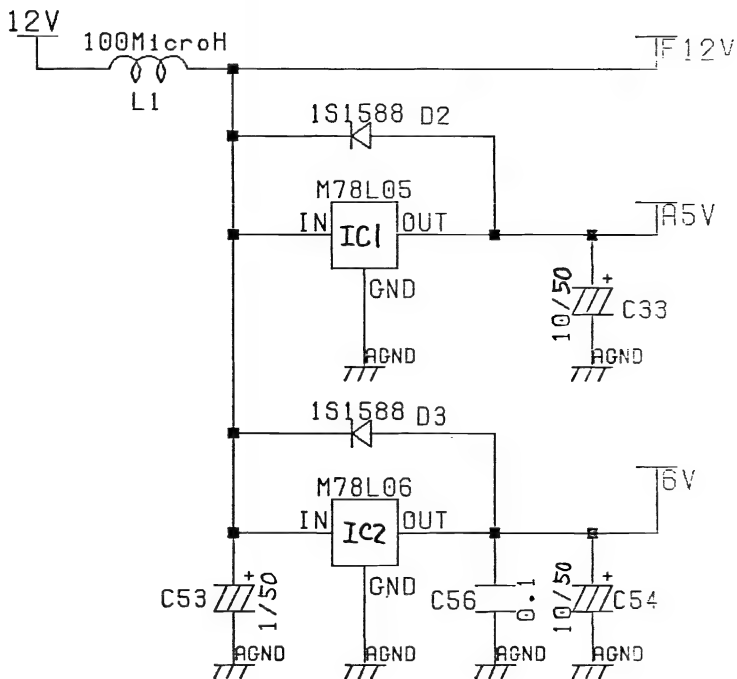 12V
100MicroH
F12V
L1
1S1588 D2
M78L05
A5V
IN IC1 OUT
GND
10/50
+
C33
AGND
AGND
1S1588 D3
M78L06
6V
IN IC2 OUT
C53
+
1/50
GND
C56
0.1
10/50
+
C54
AGND
AGND
AGND
AGND